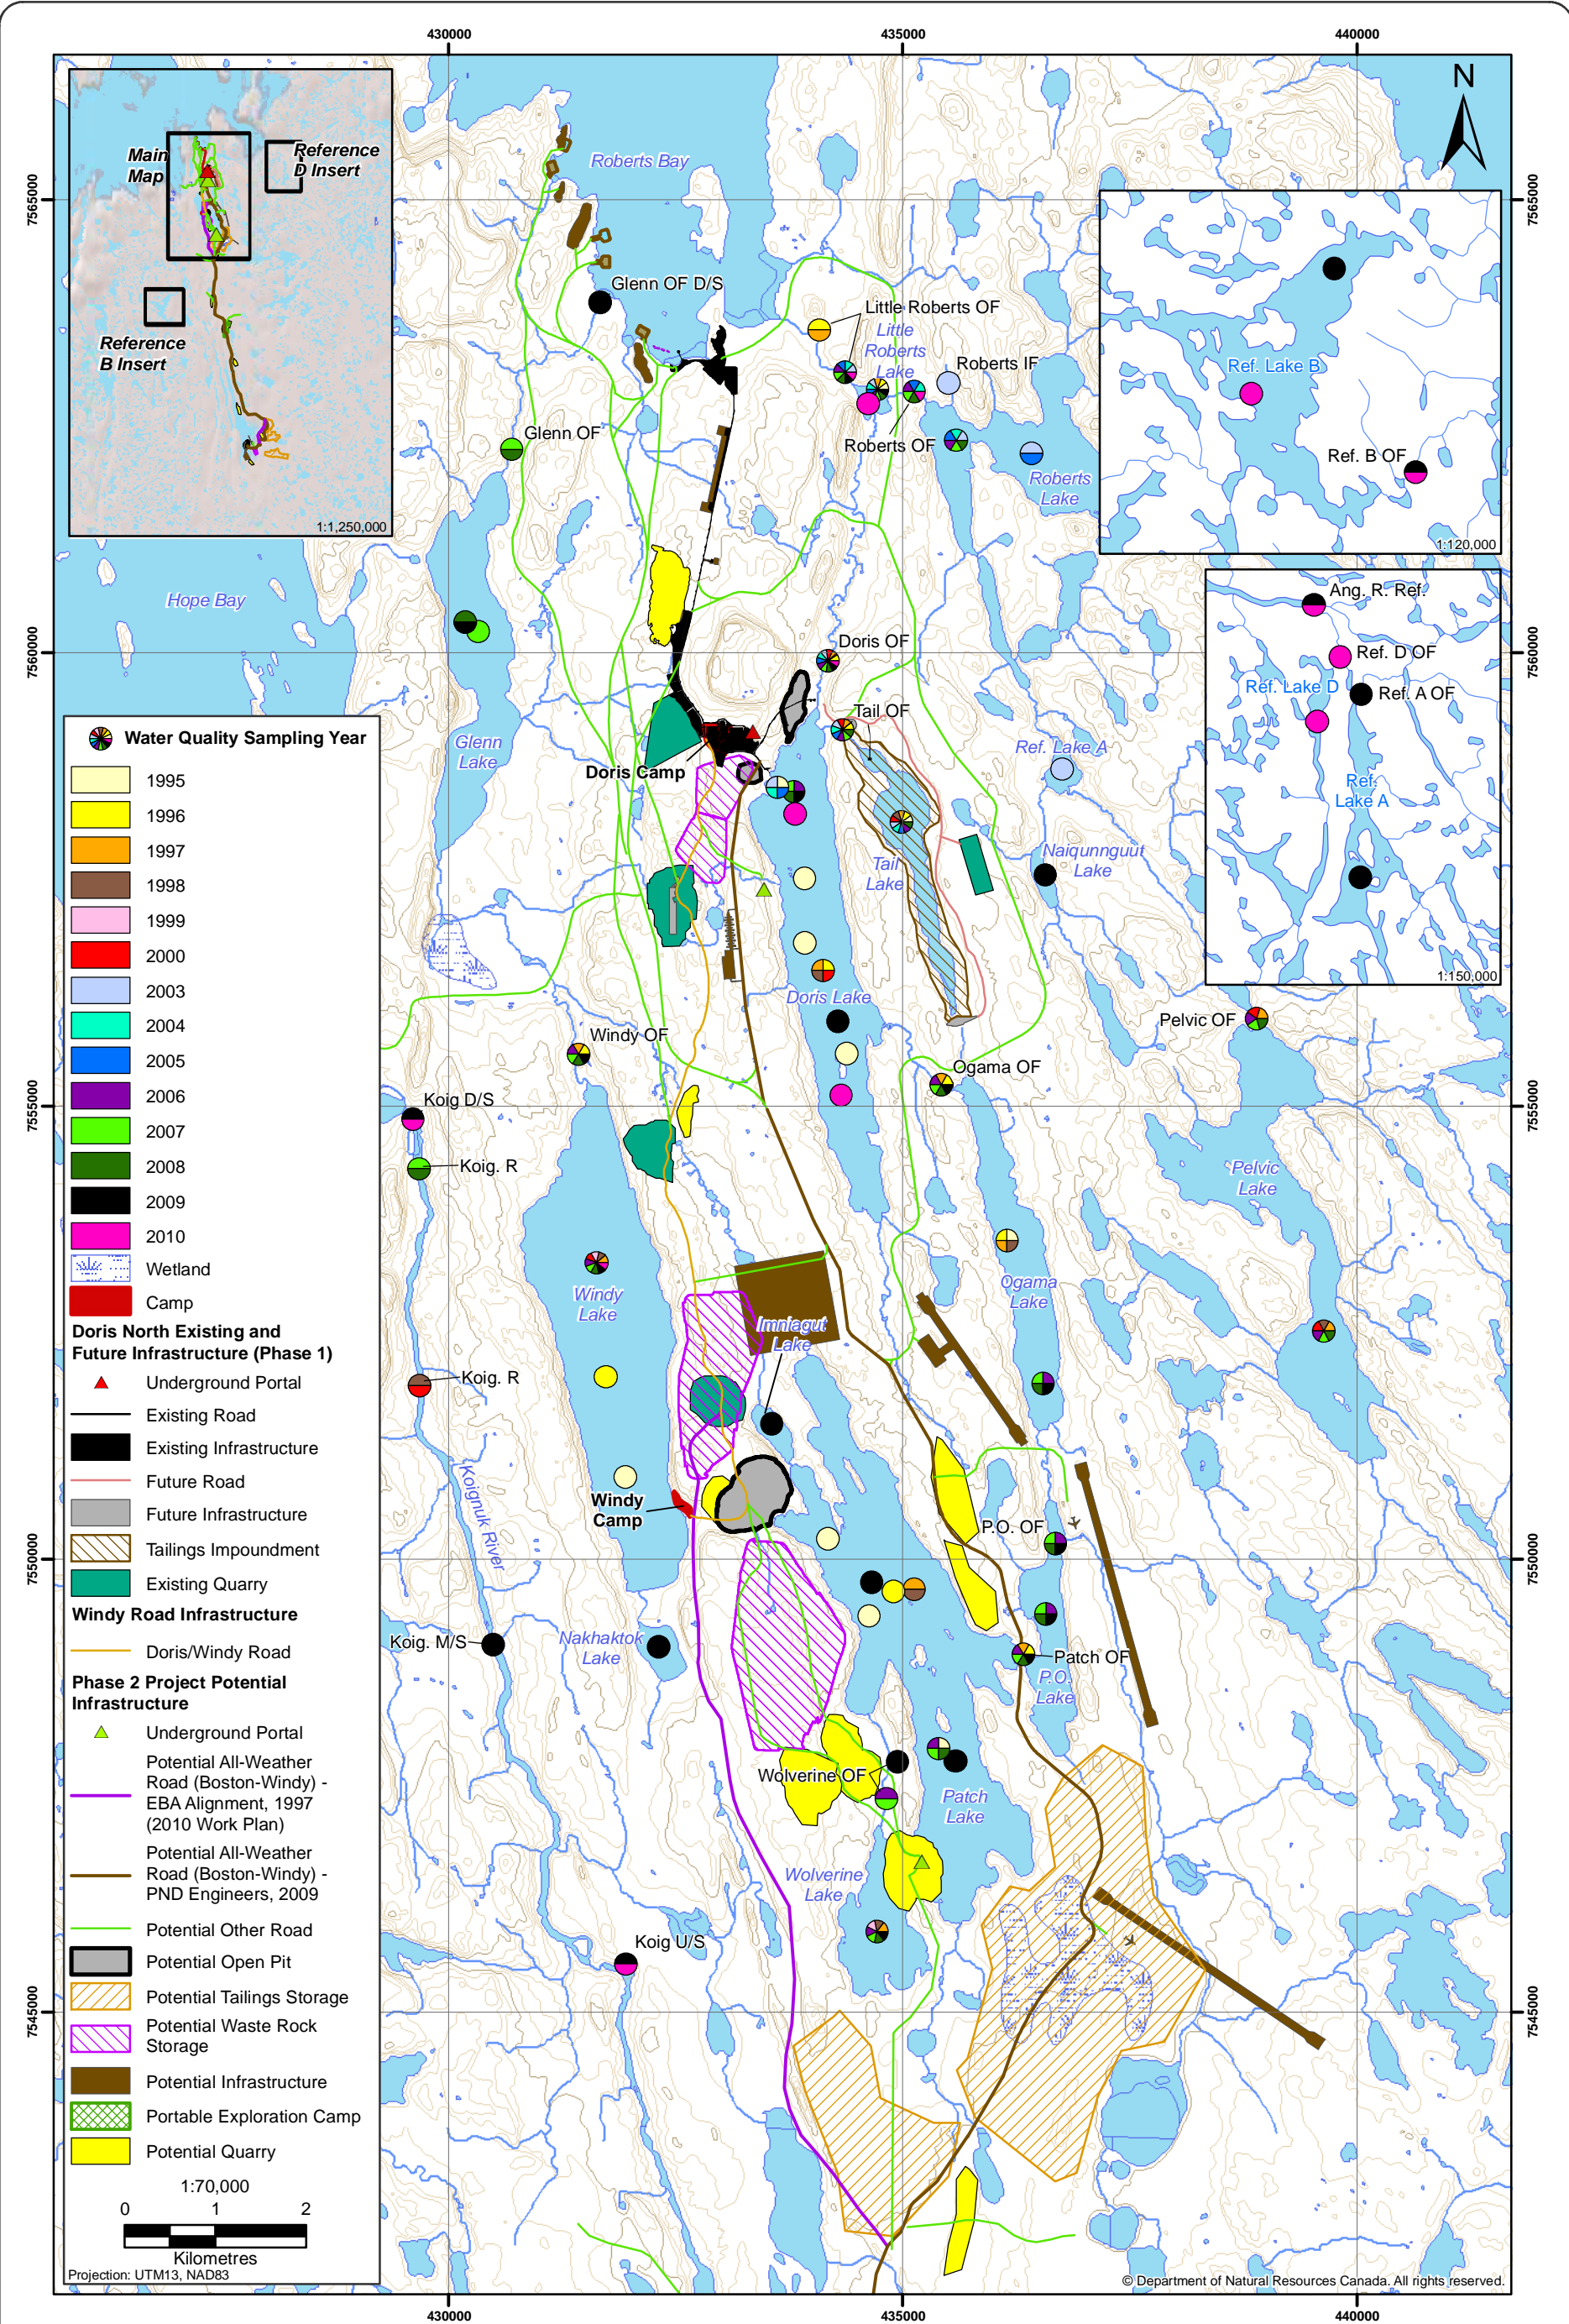 430000
435000
440000
7565000
7565000
7560000
7560000
7555000
7555000
7550000
7550000
7545000
7545000
N
Main
Map
Reference
D Insert
Reference
B Insert
1:1,250,000
Roberts Bay
Glenn OF D/S
Little Roberts OF
Little
Roberts
Lake
Roberts IF
Roberts OF
Roberts
Lake
Glenn OF
Hope Bay
Ref. Lake B
Ref. B OF
1:120,000
Ang. R. Ref.
Ref. D OF
Ref. Lake D
Ref. A OF
Ref.
Lake A
1:150,000
Doris OF
Tail OF
Glenn
Lake
Doris Camp
Ref. Lake A
Tail
Lake
Naiqunnguut
Lake
Doris Lake
Windy OF
Pelvic OF
Ogama OF
Koig D/S
Koig. R
Pelvic
Lake
Windy
Lake
Ogama
Lake
Imniagut
Lake
Koig. R
Koignuk River
Windy
Camp
P.O. OF
Koig. M/S
Nakhaktok
Lake
Patch OF
P.O.
Lake
Wolverine OF
Patch
Lake
Wolverine
Lake
Koig U/S
Water Quality Sampling Year
1995
1996
1997
1998
1999
2000
2003
2004
2005
2006
2007
2008
2009
2010
Wetland
Camp
Doris North Existing and
Future Infrastructure (Phase 1)
Underground Portal
Existing Road
Existing Infrastructure
Future Road
Future Infrastructure
Tailings Impoundment
Existing Quarry
Windy Road Infrastructure
Doris/Windy Road
Phase 2 Project Potential
Infrastructure
Underground Portal
Potential All-Weather
Road (Boston-Windy) -
EBA Alignment, 1997
(2010 Work Plan)
Potential All-Weather
Road (Boston-Windy) -
PND Engineers, 2009
Potential Other Road
Potential Open Pit
Potential Tailings Storage
Potential Waste Rock
Storage
Potential Infrastructure
Portable Exploration Camp
Potential Quarry
1:70,000
0 1 2
Kilometres
Projection: UTM13, NAD83
© Department of Natural Resources Canada. All rights reserved.
430000
435000
440000